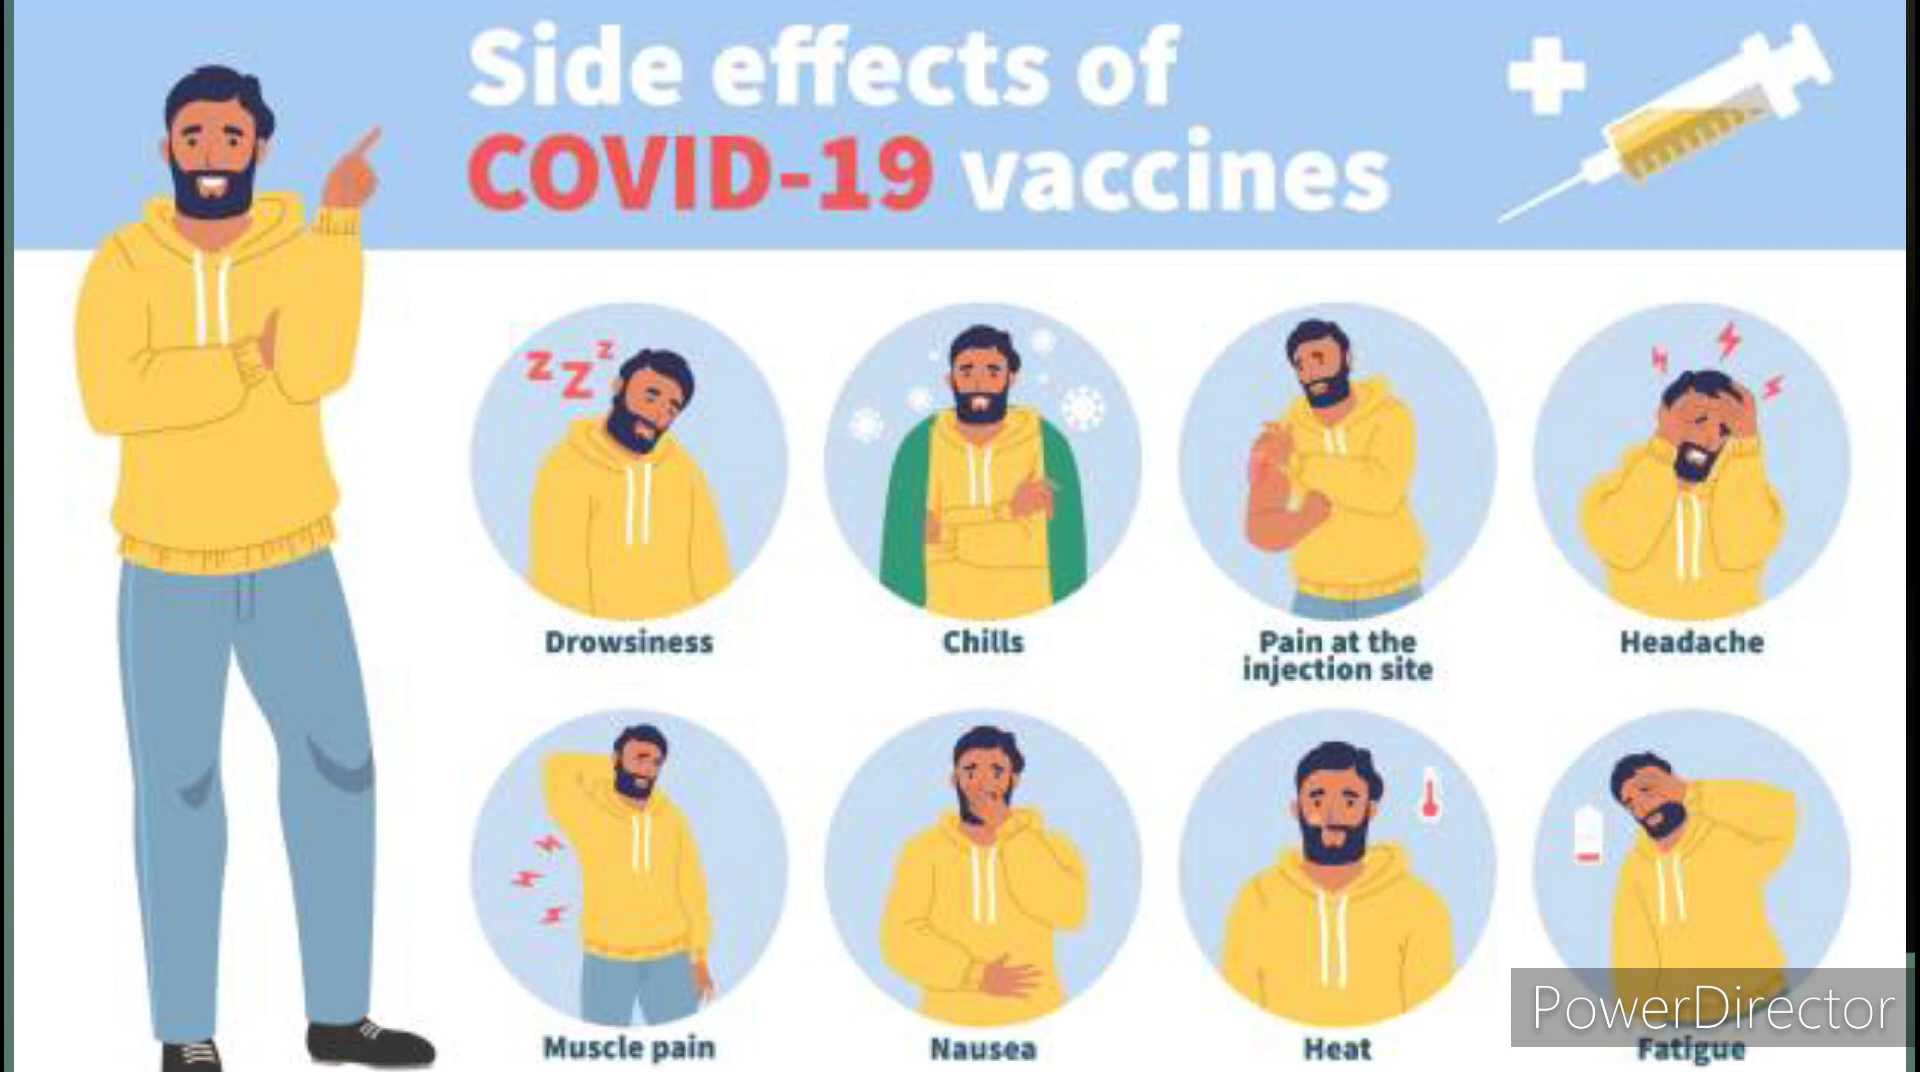 Side effects of
COVID-19 vaccines
z
z
z
Drowsiness
Chills
Pain at the
injection site
Headache
Muscle pain
Nausea
Heat
Fatigue
PowerDirector